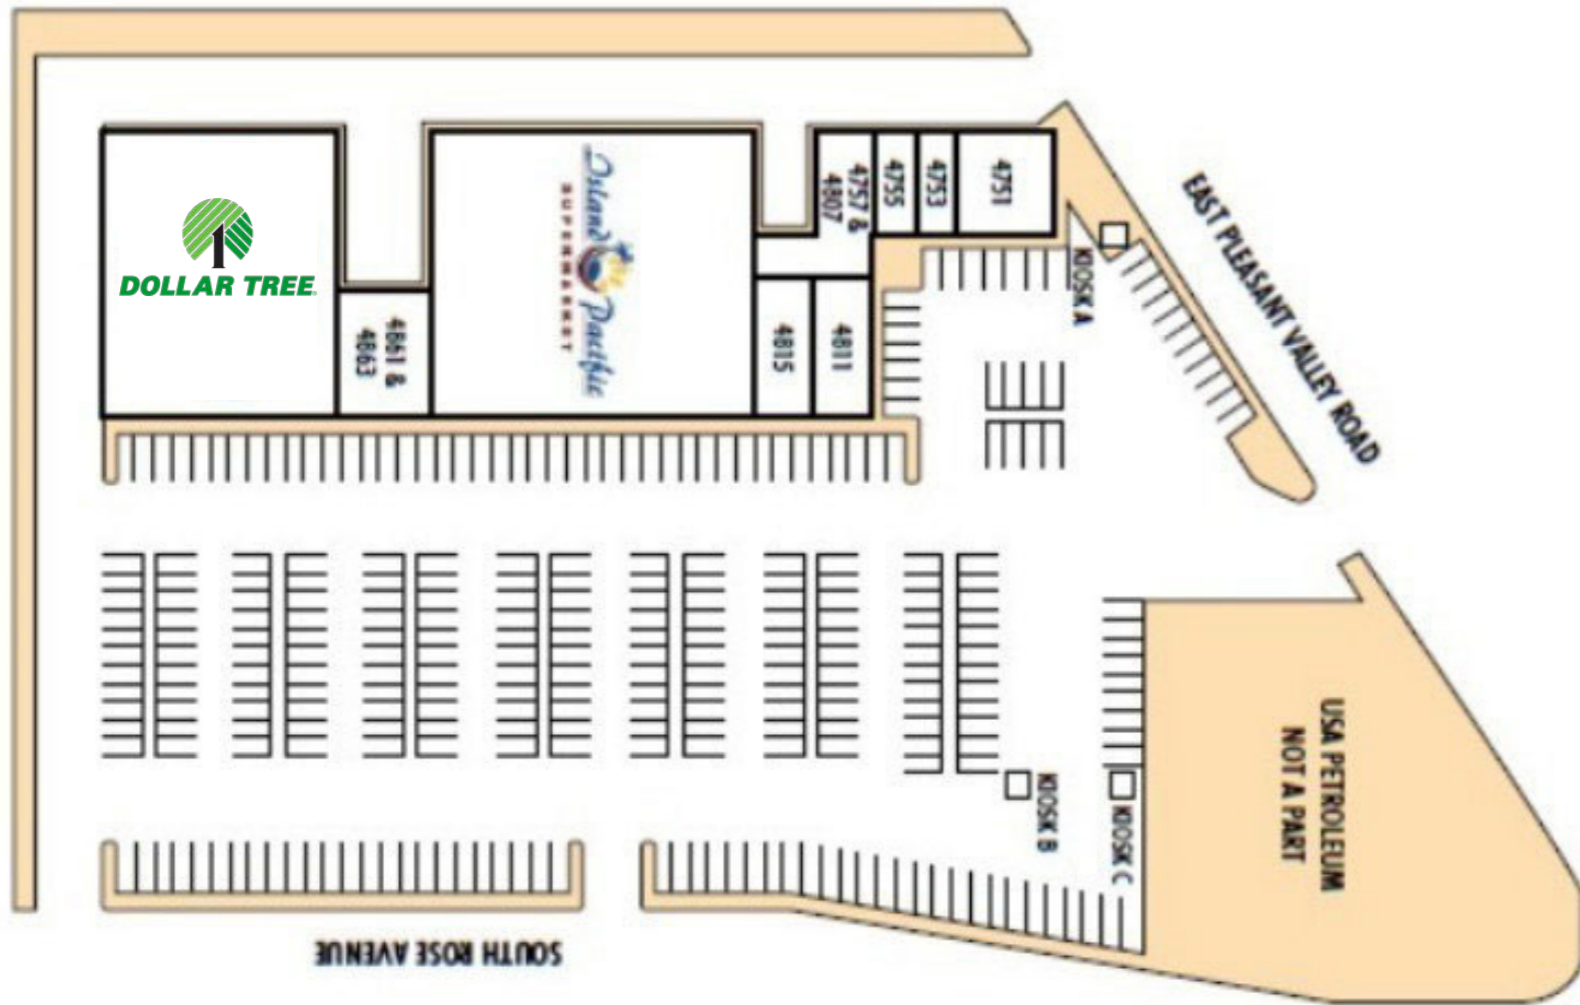 DOLLAR TREE
4861 &
4863
Island Pacific
SUPERMARKET
4757 &
4807
4755
4753
4751
4815
4811
KIOSK A
EAST PLEASANT VALLEY ROAD
KIOSK B
KIOSK C
USA PETROLEUM
NOT A PART
SOUTH ROSE AVENUE